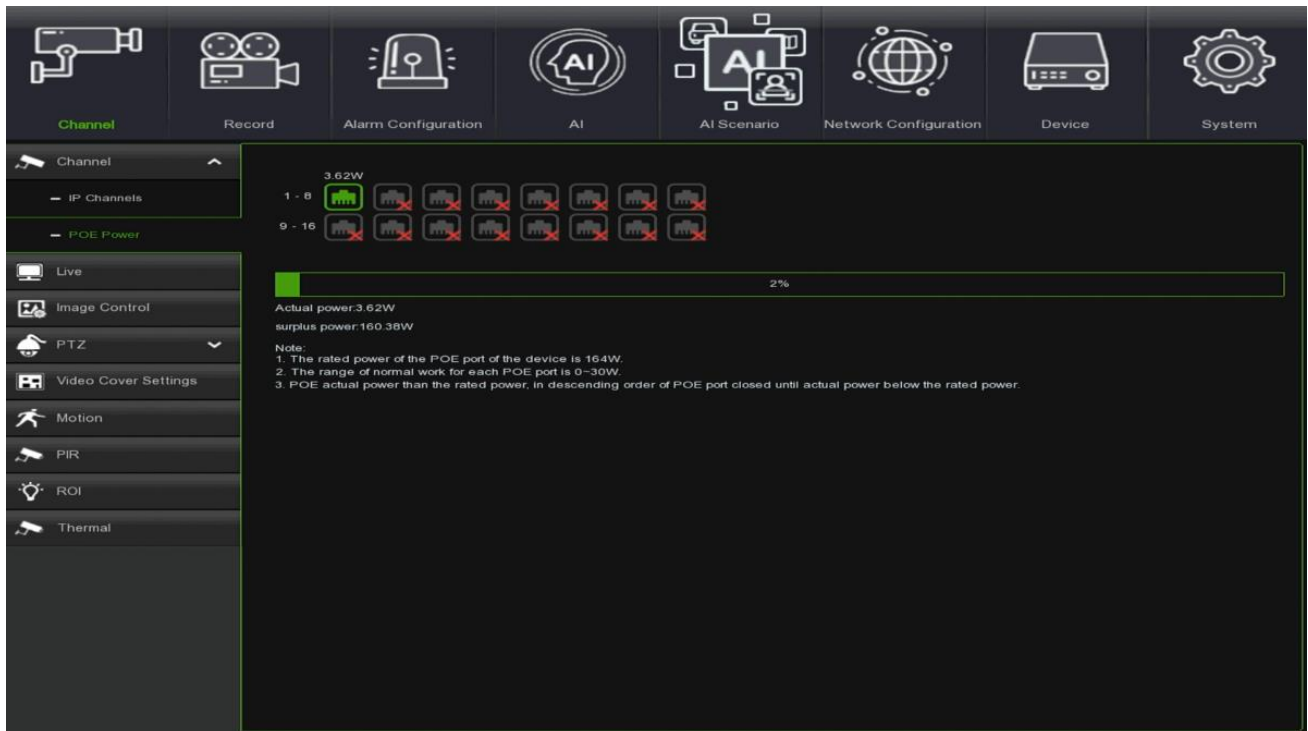 AI
AI
Channel Record Alarm Configuration AI AI Scenario Network Configuration Device System
Channel
IP Channels
POE Power
Live
Image Control
PTZ
Video Cover Settings
Motion
PIR
ROI
Thermal
3.62W
1 - 8
9 - 16
2%
Actual power:3.62W
surplus power:160.38W
Note:
1. The rated power of the POE port of the device is 164W.
2. The range of normal work for each POE port is 0~30W.
3. POE actual power than the rated power, in descending order of POE port closed until actual power below the rated power.